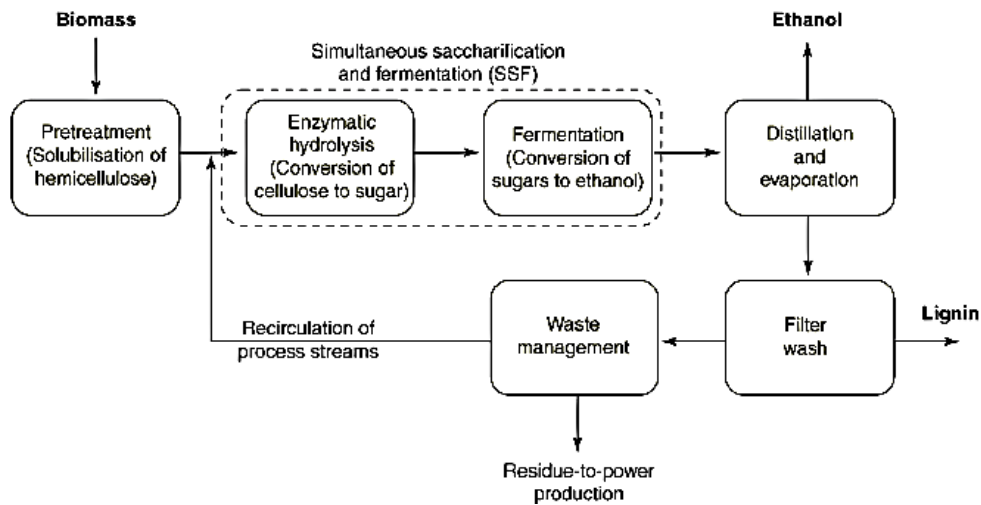 Biomass
Ethanol
Simultaneous saccharification
and fermentation (SSF)
Pretreatment
(Solubilisation of
hemicellulose)
Enzymatic
hydrolysis
(Conversion of
cellulose to sugar)
Fermentation
(Conversion of
sugars to ethanol)
Distillation
and
evaporation
Recirculation of
process streams
Waste
management
Filter
wash
Lignin
Residue-to-power
production